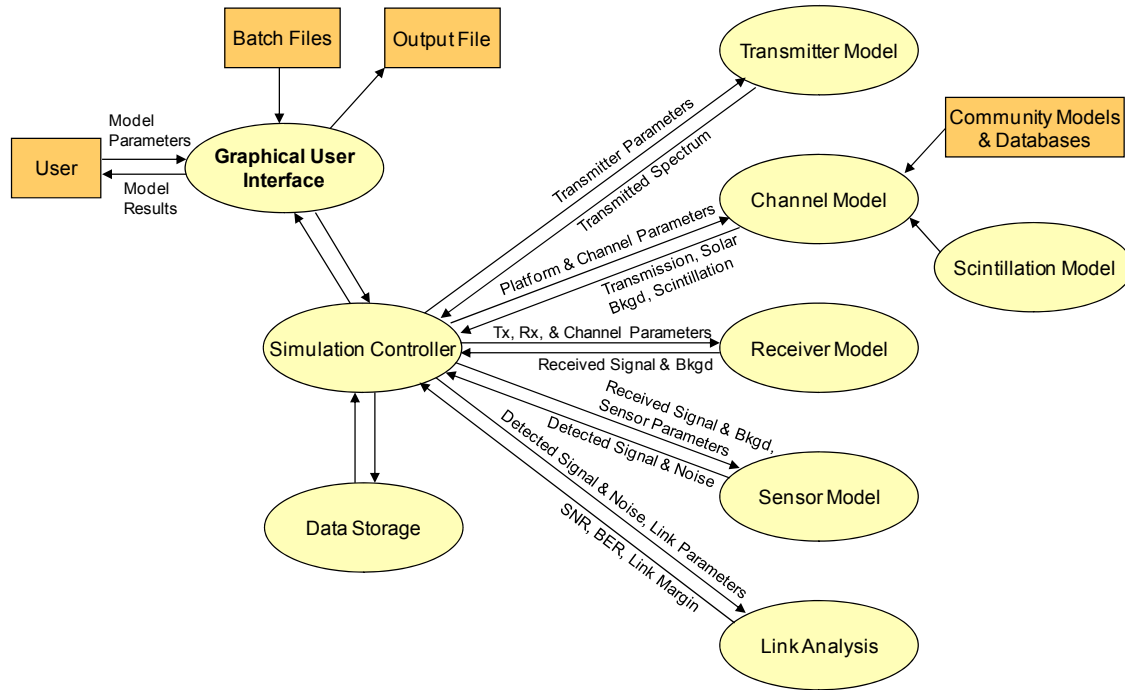 Batch Files
Output File
Transmitter Model
Model
Parameters
User
Model
Results
Graphical User
Interface
Community Models
& Databases
Transmitter Parameters
Transmitted Spectrum
Channel Model
Platform & Channel Parameters
Transmission, Solar
Bkgd, Scintillation
Scintillation Model
Simulation Controller
Tx, Rx, & Channel Parameters
Received Signal & Bkgd
Receiver Model
Received Signal & Bkgd,
Sensor Parameters
Detected Signal & Noise
Sensor Model
Data Storage
Detected Signal & Noise, Link Parameters
SNR, BER, Link Margin
Link Analysis